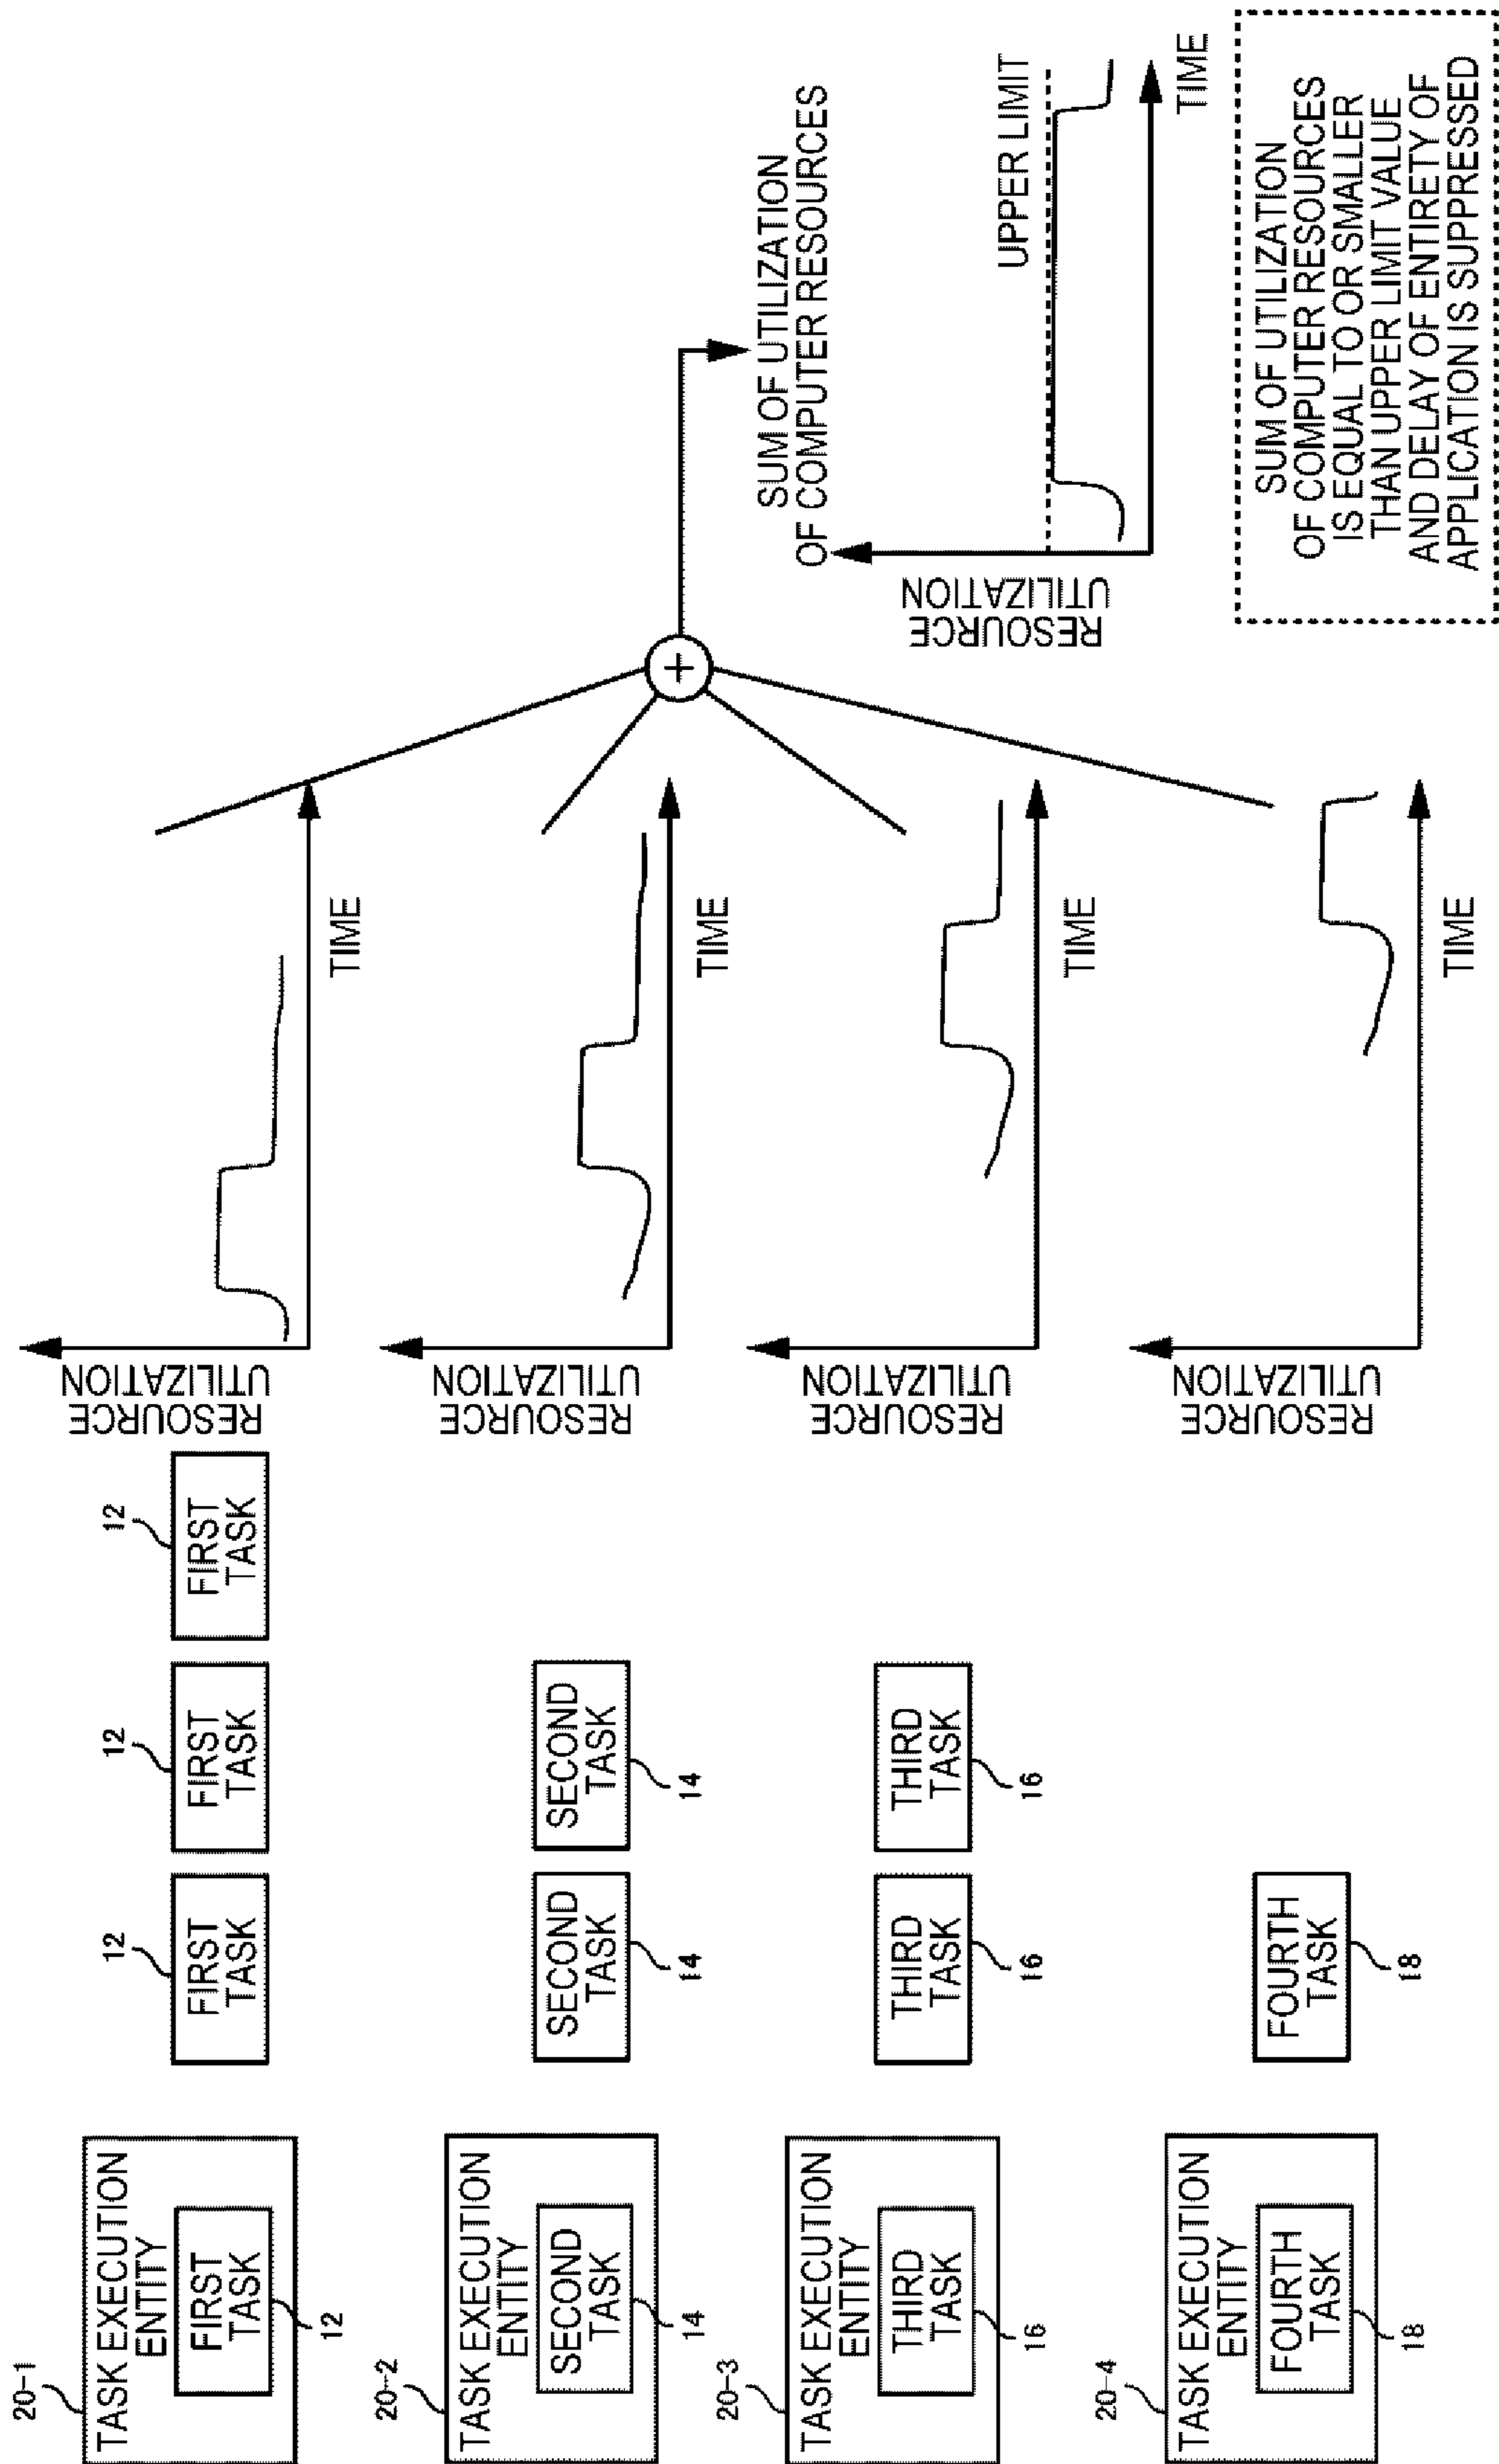 20-1
TASK EXECUTION
ENTITY
FIRST
TASK
12
FIRST
TASK
12
FIRST
TASK
12
FIRST
TASK
12
RESOURCE
UTILIZATION
TIME
20-2
TASK EXECUTION
ENTITY
SECOND
TASK
14
SECOND
TASK
14
SECOND
TASK
14
RESOURCE
UTILIZATION
TIME
20-3
TASK EXECUTION
ENTITY
THIRD
TASK
16
THIRD
TASK
16
THIRD
TASK
16
RESOURCE
UTILIZATION
TIME
20-4
TASK EXECUTION
ENTITY
FOURTH
TASK
18
FOURTH
TASK
18
RESOURCE
UTILIZATION
TIME
+
SUM OF UTILIZATION
OF COMPUTER RESOURCES
RESOURCE
UTILIZATION
UPPER LIMIT
TIME
SUM OF UTILIZATION
OF COMPUTER RESOURCES
IS EQUAL TO OR SMALLER
THAN UPPER LIMIT VALUE
AND DELAY OF ENTIRETY OF
APPLICATION IS SUPPRESSED